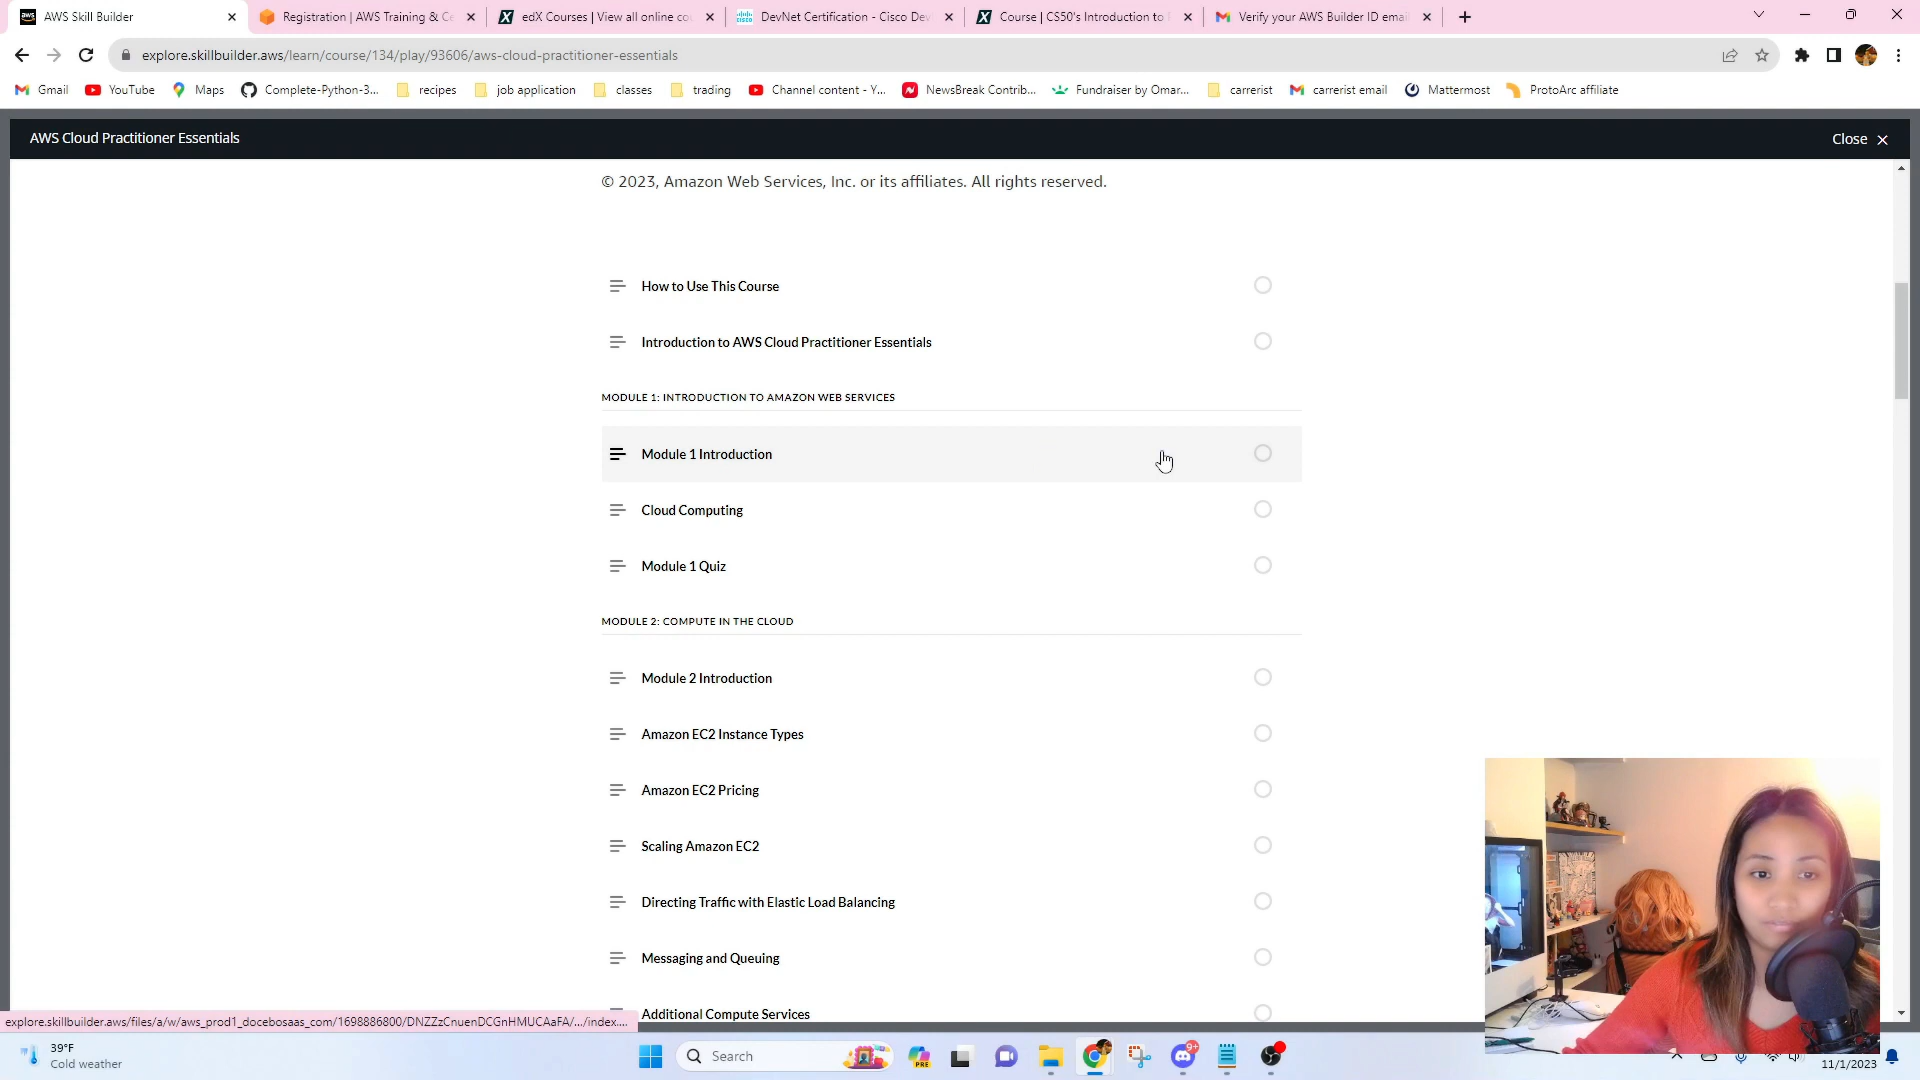 AWS Skill Builder
Registration | AWS Training & Ce
edX Courses | View all online co
DevNet Certification - Cisco Dev
Course | CS50's Introduction to
Verify your AWS Builder ID email
explore.skillbuilder.aws/learn/course/134/play/93606/aws-cloud-practitioner-essentials
Gmail YouTube Maps Complete-Python-3... recipes job application classes trading Channel content - Y... NewsBreak Contrib... Fundraiser by Omar... carrerist carrerist email Mattermost ProtoArc affiliate
AWS Cloud Practitioner Essentials
Close
© 2023, Amazon Web Services, Inc. or its affiliates. All rights reserved.
How to Use This Course
Introduction to AWS Cloud Practitioner Essentials
MODULE 1: INTRODUCTION TO AMAZON WEB SERVICES
Module 1 Introduction
Cloud Computing
Module 1 Quiz
MODULE 2: COMPUTE IN THE CLOUD
Module 2 Introduction
Amazon EC2 Instance Types
Amazon EC2 Pricing
Scaling Amazon EC2
Directing Traffic with Elastic Load Balancing
Messaging and Queuing
Additional Compute Services
explore.skillbuilder.aws/files/a/w/aws_prod1_docebosaas_com/1698886800/DNZZzCnuenDCGnHMUCAaFA/.../index....
39°F
Cold weather
Search
PRE
9+
11/1/2023